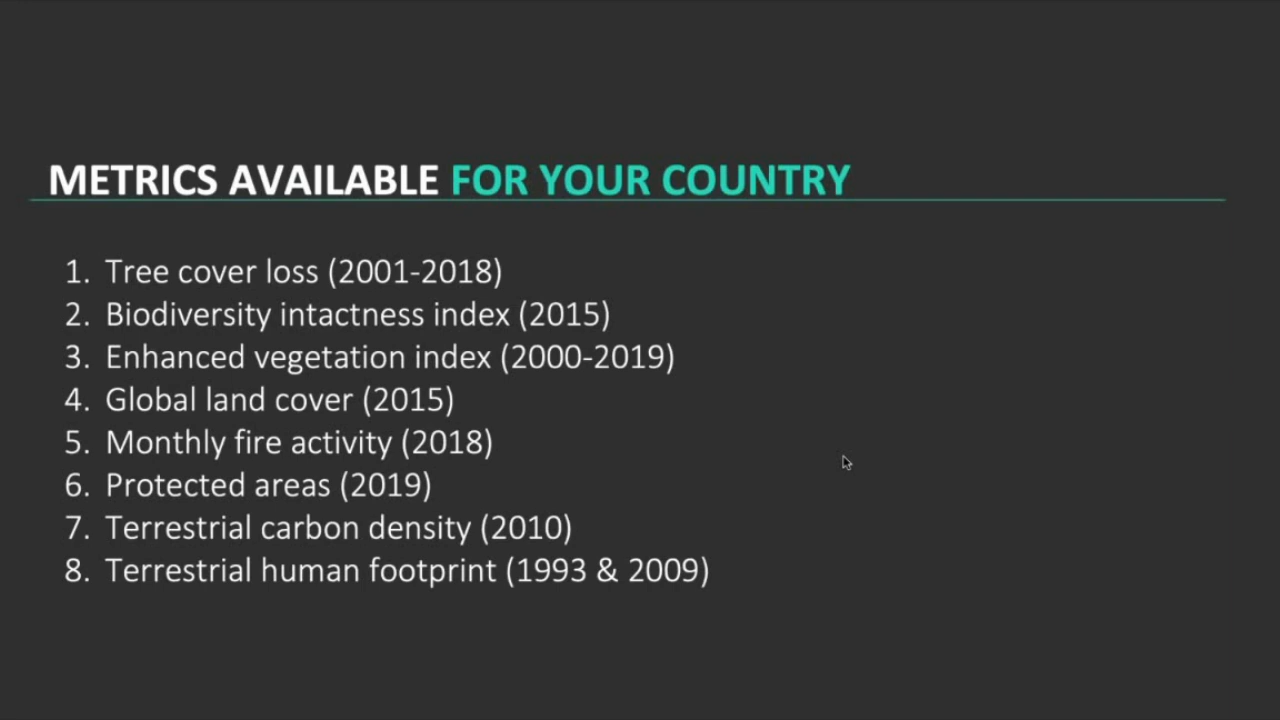 METRICS AVAILABLE FOR YOUR COUNTRY
1. Tree cover loss (2001-2018)
2. Biodiversity intactness index (2015)
3. Enhanced vegetation index (2000-2019)
4. Global land cover (2015)
5. Monthly fire activity (2018)
6. Protected areas (2019)
7. Terrestrial carbon density (2010)
8. Terrestrial human footprint (1993 & 2009)